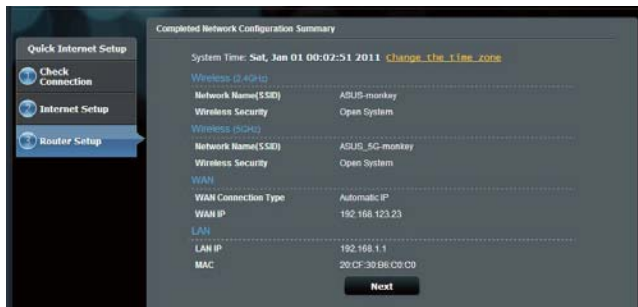 Completed Network Configuration Summary
Quick Internet Setup
1 Check Connection
2 Internet Setup
3 Router Setup
System Time: Sat, Jan 01 00:02:51 2011 Change the time zone
Wireless (2.4GHz)
Network Name(SSID) ASUS-monkey
Wireless Security Open System
Wireless (5GHz)
Network Name(SSID) ASUS_5G-monkey
Wireless Security Open System
WAN
WAN Connection Type Automatic IP
WAN IP 192.168.123.23
LAN
LAN IP 192.168.1.1
MAC 20:CF:30:B6:C0:C0
Next